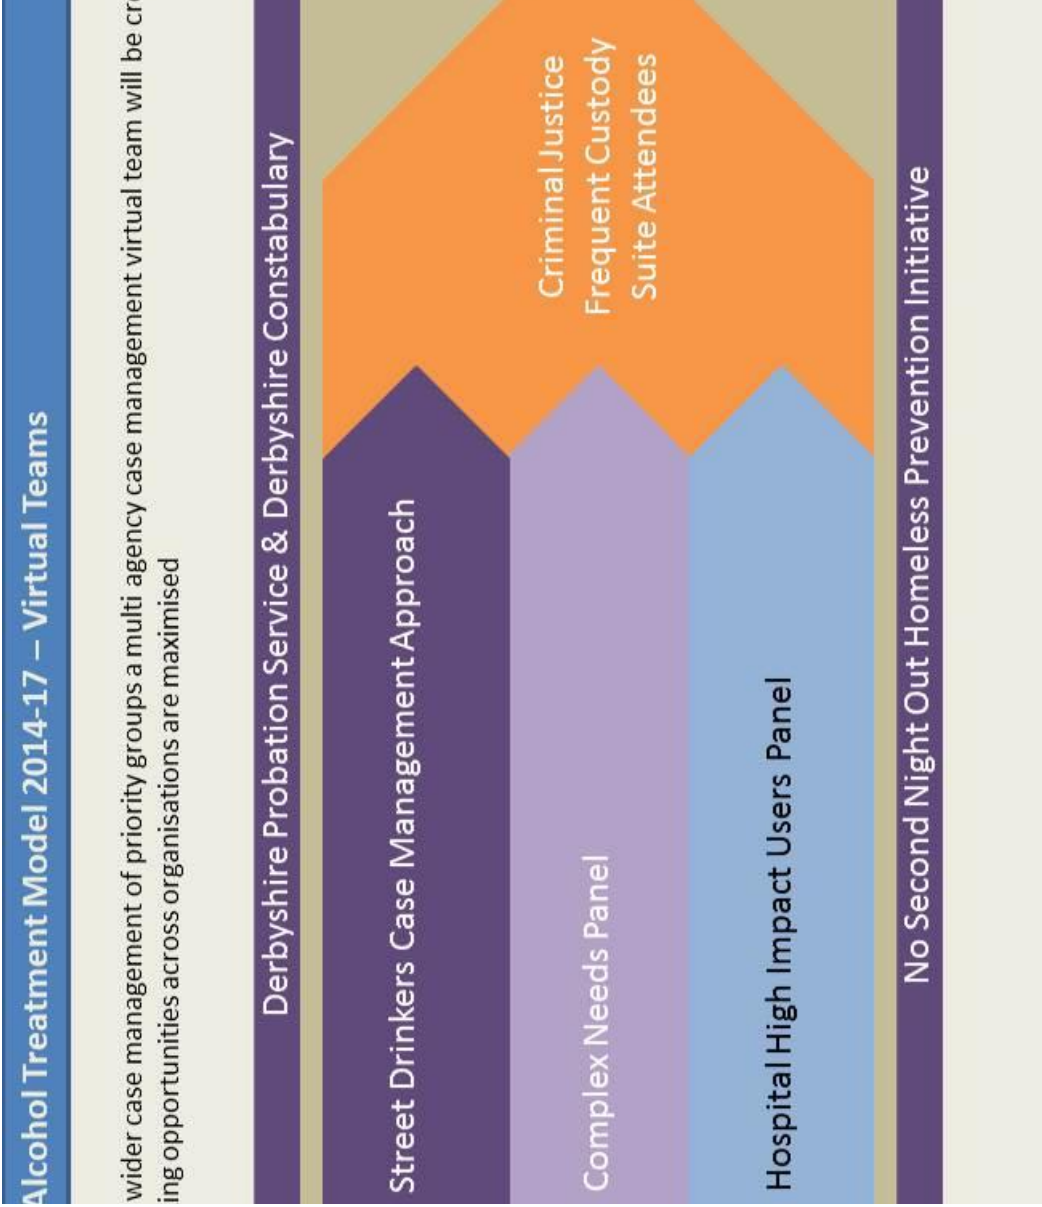 Alcohol Treatment Model 2014-17 – Virtual Teams
wider case management of priority groups a multi agency case management virtual team will be
ing opportunities across organisations are maximised
Derbyshire Probation Service & Derbyshire Constabulary
Street Drinkers Case Management Approach
Complex Needs Panel
Hospital High Impact Users Panel
Criminal Justice
Frequent Custody
Suite Attendees
No Second Night Out Homeless Prevention Initiative